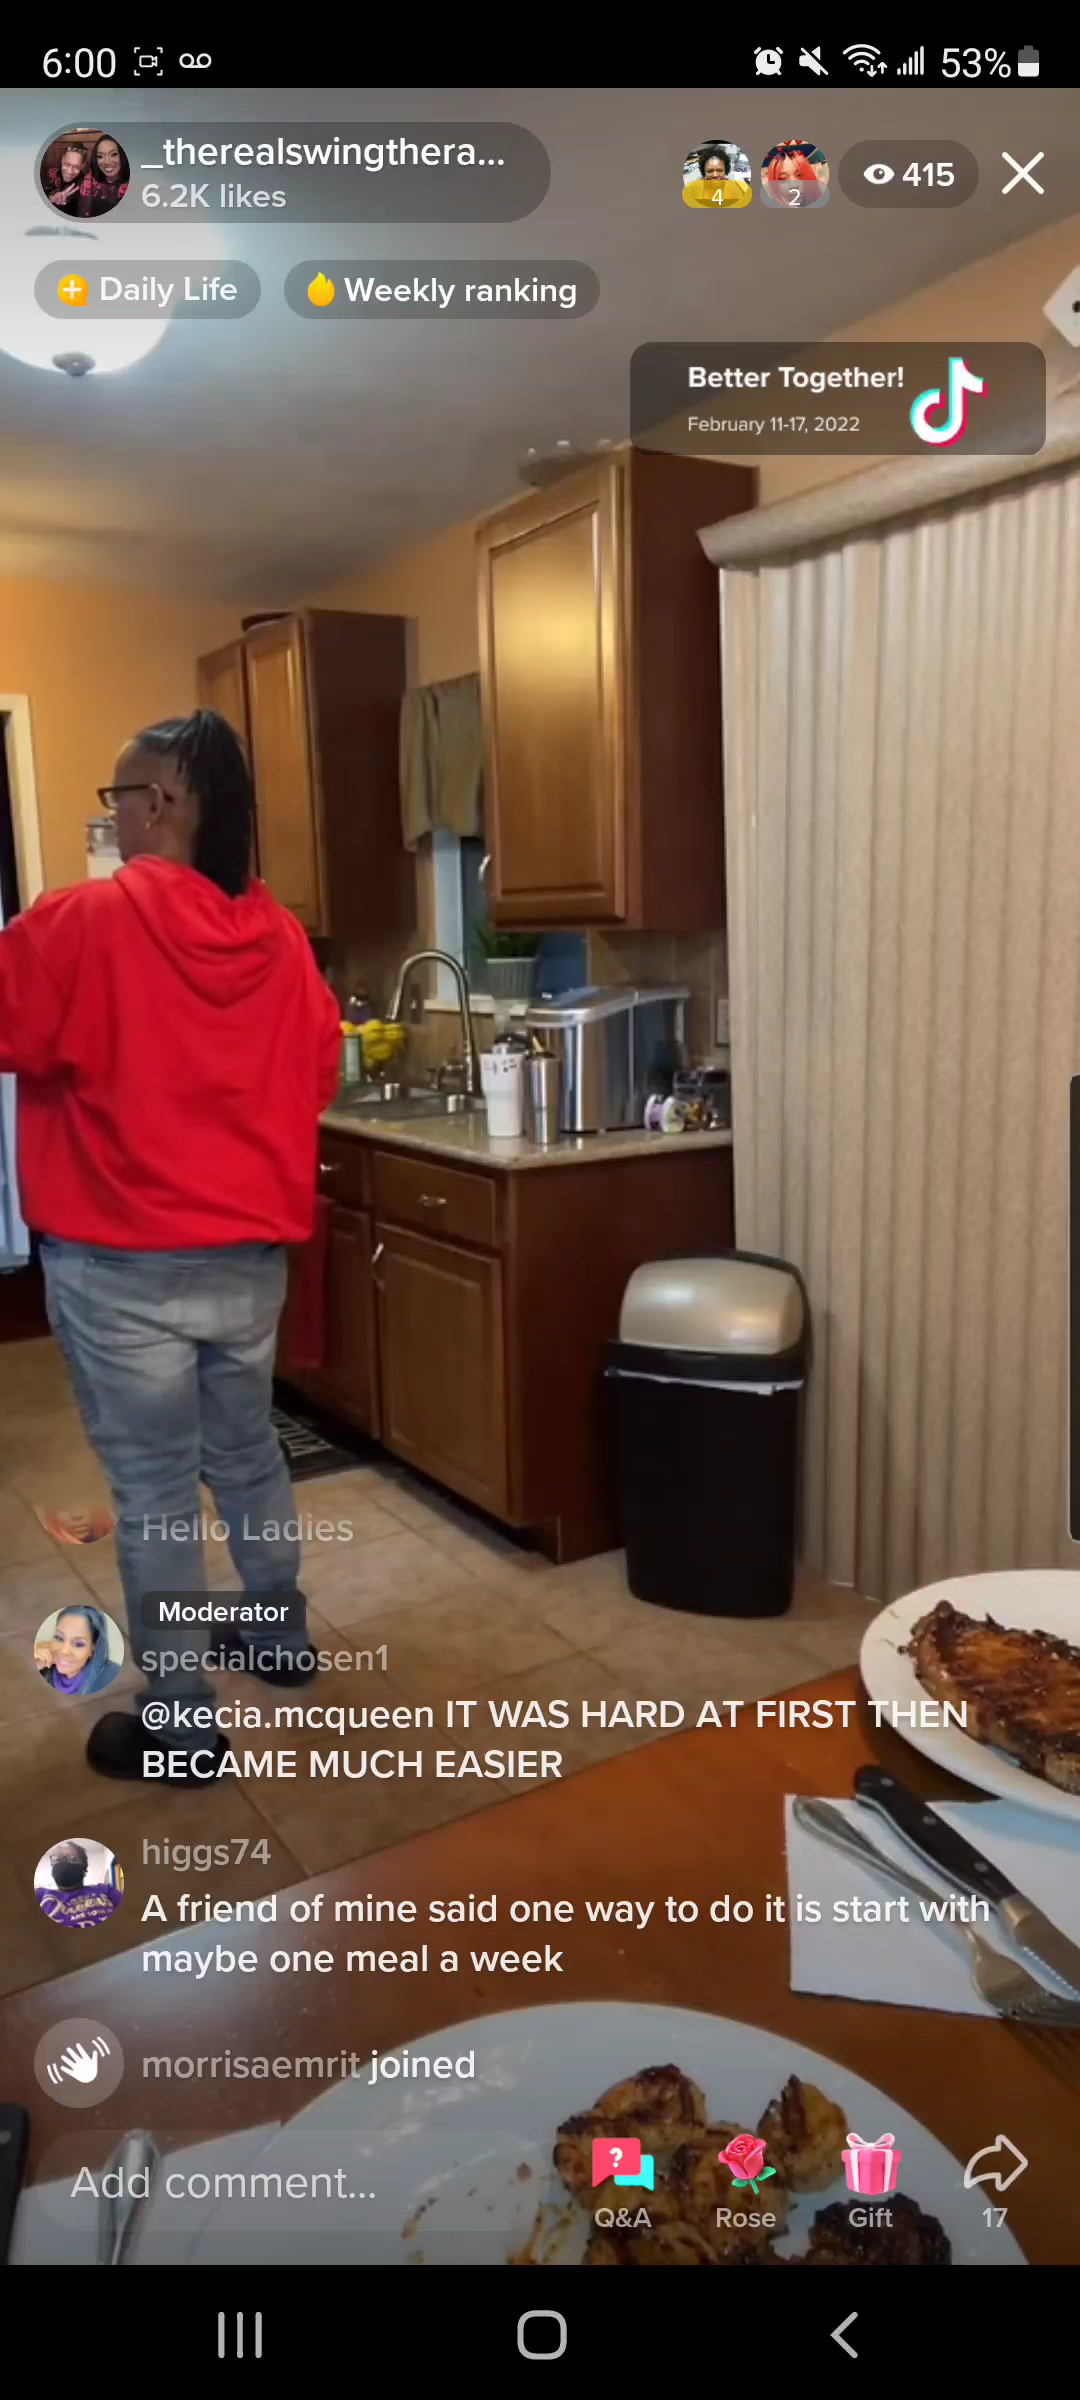 6:00
53%
_therealswingthera...
6.2K likes
4
2
415
Daily Life
Weekly ranking
Better Together!
February 11-17, 2022
Hello Ladies
Moderator
specialchosen1
@kecia.mcqueen IT WAS HARD AT FIRST THEN
BECAME MUCH EASIER
higgs74
A friend of mine said one way to do it is start with
maybe one meal a week
morrisaemrit joined
Add comment...
?
Q&A
Rose
Gift
17